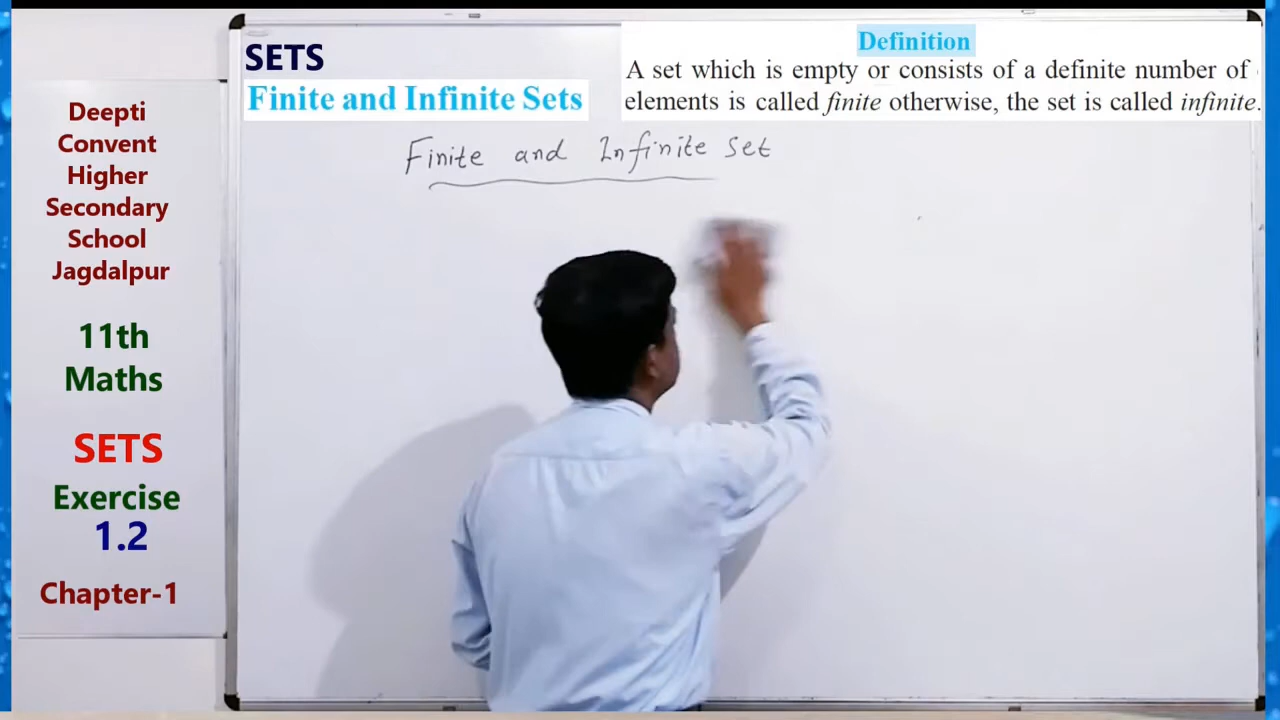 Deepti
Convent
Higher
Secondary
School
Jagdalpur
11th
Maths
SETS
Exercise
1.2
Chapter-1
SETS
Finite and Infinite Sets
Definition
A set which is empty or consists of a definite number of
elements is called finite otherwise, the set is called infinite.
Finite and Infinite set